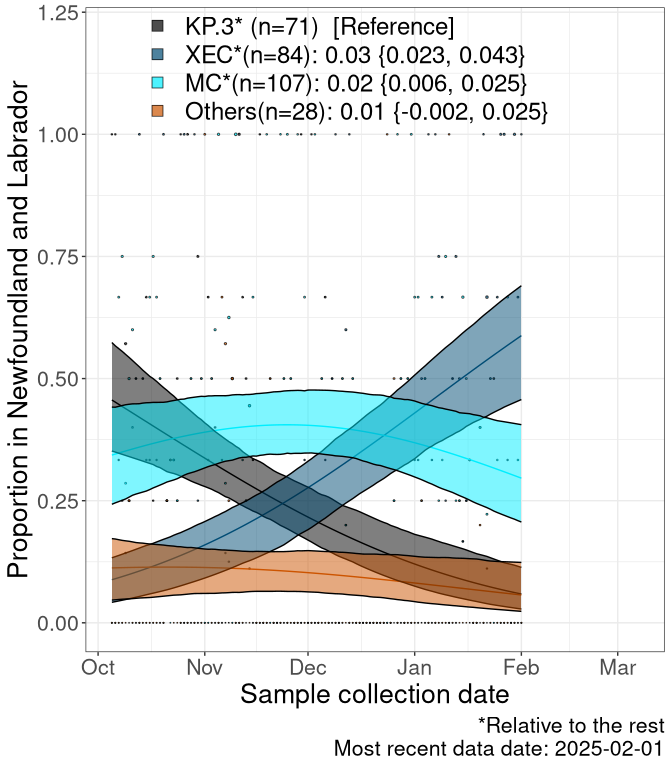 KP.3* (n=71)  [Reference]
XEC*(n=84): 0.03 {0.023, 0.043}
MC*(n=107): 0.02 {0.006, 0.025}
Others(n=28): 0.01 {-0.002, 0.025}
Proportion in Newfoundland and Labrador
1.25
1.00
0.75
0.50
0.25
0.00
Oct Nov Dec Jan Feb Mar
Sample collection date
*Relative to the rest
Most recent data date: 2025-02-01